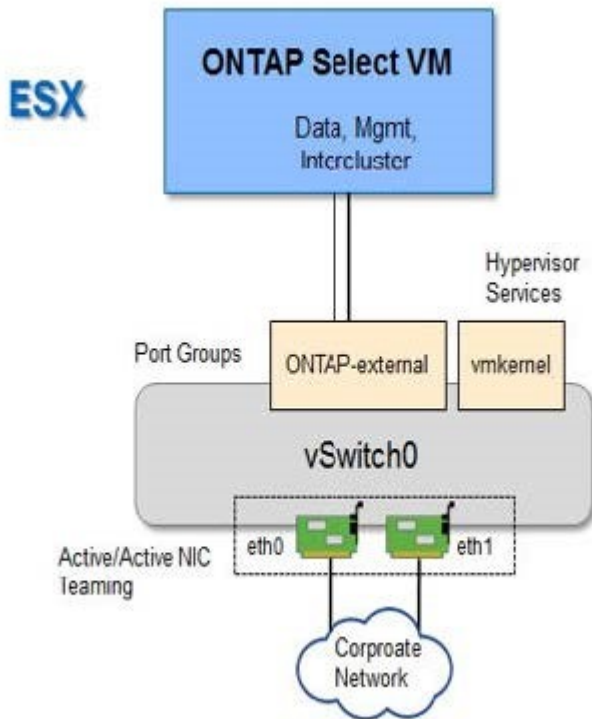 ONTAP Select VM
ESX
Data, Mgmt,
Intercluster
Hypervisor
Services
Port Groups
ONTAP-external
vmkernel
vSwitch0
eth0
eth1
Active/Active NIC
Teaming
Corproate
Network